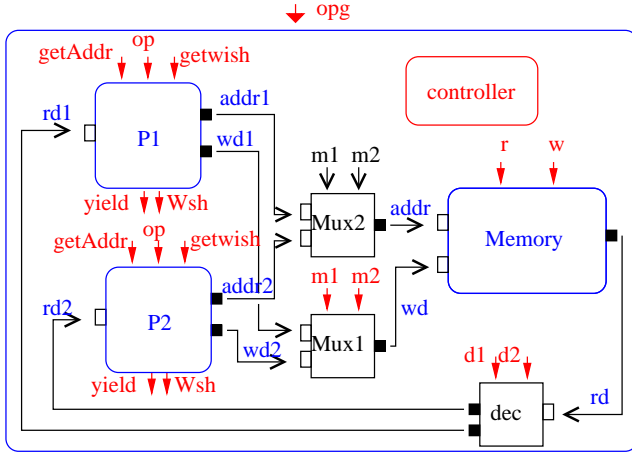 opg
op
getAddr
getwish
controller
rd1
addr1
P1
wd1
m1 m2
r w
yield Wsh
Mux2
addr
Memory
op
getAddr
getwish
addr2
m1 m2
rd2
P2
wd
wd2
Mux1
yield Wsh
d1 d2
rd
dec